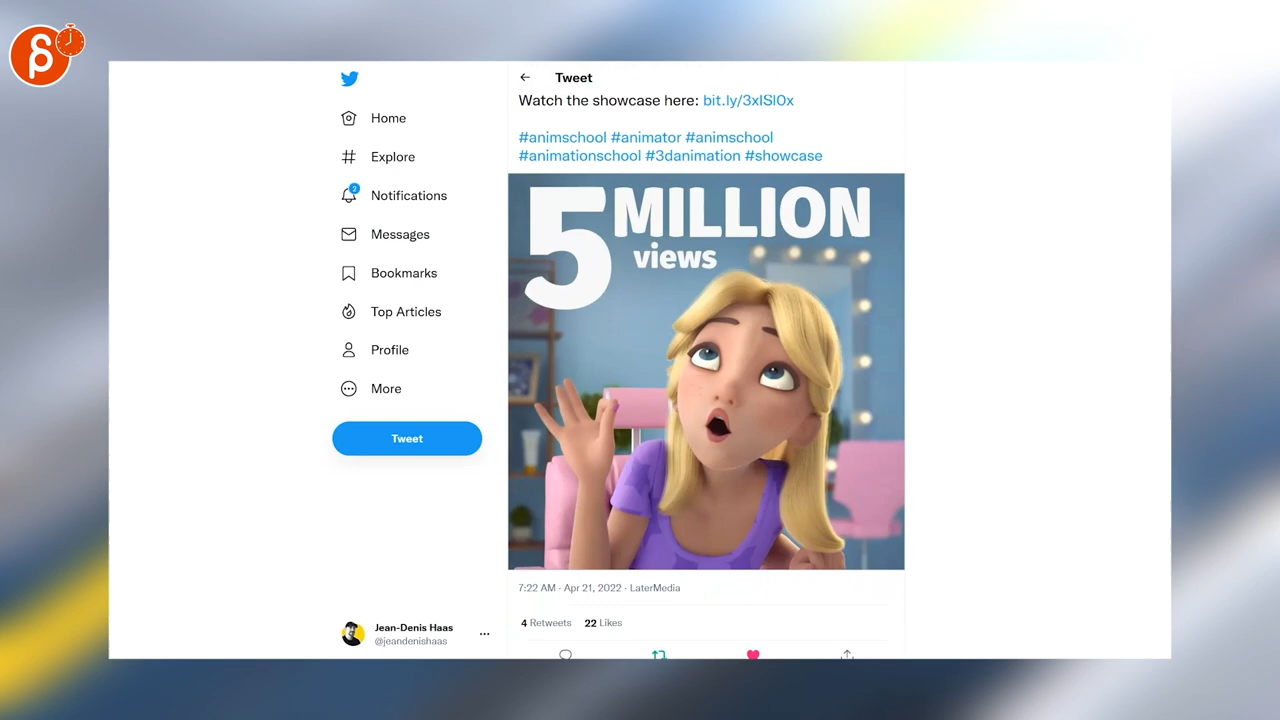 Tweet
Watch the showcase here: bit.ly/3xISl0x
#animschool #animator #animschool
#animationschool #3danimation #showcase
Home
Explore
2
Notifications
Messages
Bookmarks
Top Articles
Profile
More
Tweet
5 MILLION
views
7:22 AM · Apr 21, 2022 · LaterMedia
4 Retweets 22 Likes
Jean-Denis Haas
@jeandenishaas